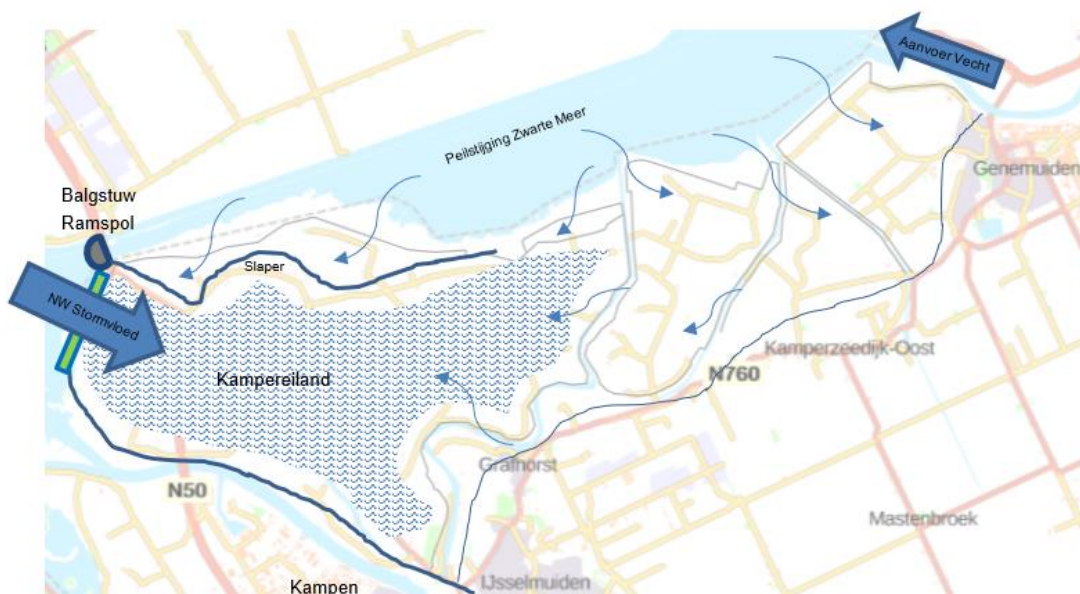 Aanvoer Vecht
Peilstijging Zwarte Meer
Genemuiden
Balgstuw
Ramspol
Slaper
NW Stormvloed
Kamperzeedijk-Oost
Kampereiland
N760
Grafhorst
N50
Mastenbroek
IJsselmuiden
Kampen